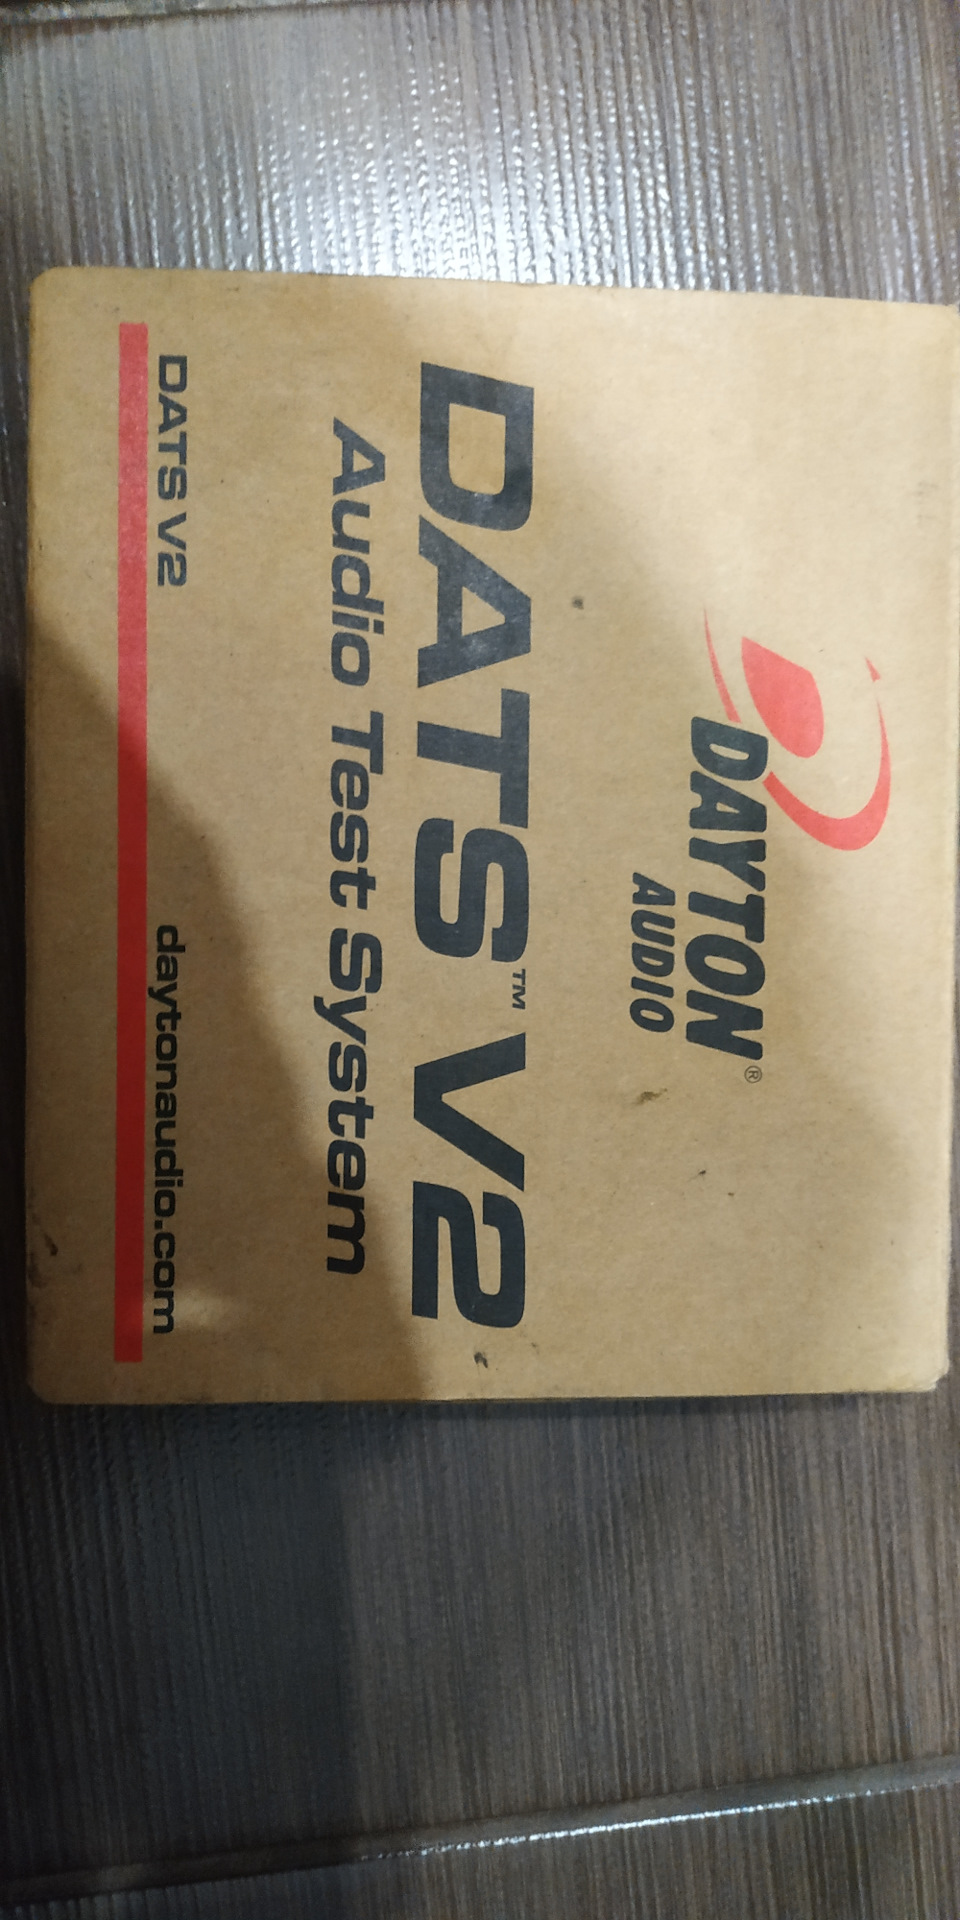 DAYTON®
AUDIO
DATS™ V2
Audio Test System
DATS V2 daytonaudio.com